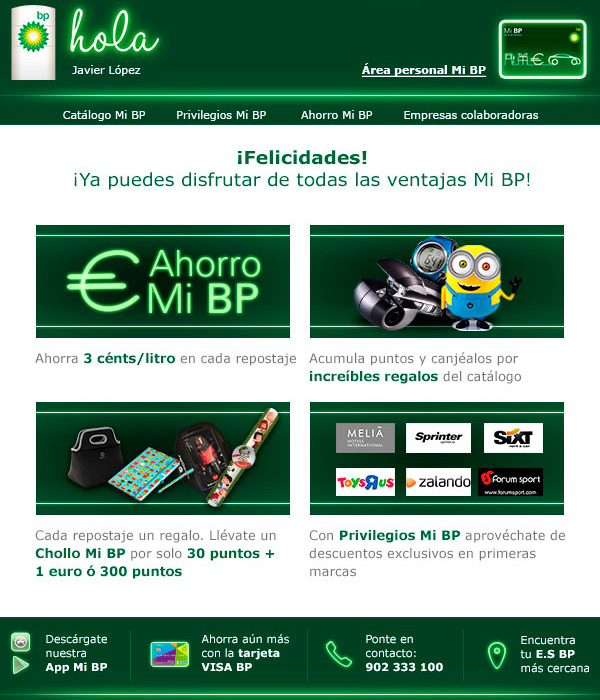 bp
hola
Javier López
Área personal Mi BP
Mi BP
Catálogo Mi BP
Privilegios Mi BP
Ahorro Mi BP
Empresas colaboradoras
¡Felicidades!
¡Ya puedes disfrutar de todas las ventajas Mi BP!
€ Ahorro
Mi BP
Ahorra 3 cénts/litro en cada repostaje
Acumula puntos y canjéalos por
increíbles regalos del catálogo
MELIÃ
HOTELS
INTERNATIONAL
Sprinter
SiXT
rent a car
TOYSЯUS
zalando
forum sport
www.forumsport.com
Cada repostaje un regalo. Llévate un
Chollo Mi BP por solo 30 puntos +
1 euro ó 300 puntos
Con Privilegios Mi BP aprovéchate de
descuentos exclusivos en primeras
marcas
Descárgate
nuestra
App Mi BP
Ahorra aún más
con la tarjeta
VISA BP
Ponte en
contacto:
902 333 100
Encuentra
tu E.S BP
más cercana